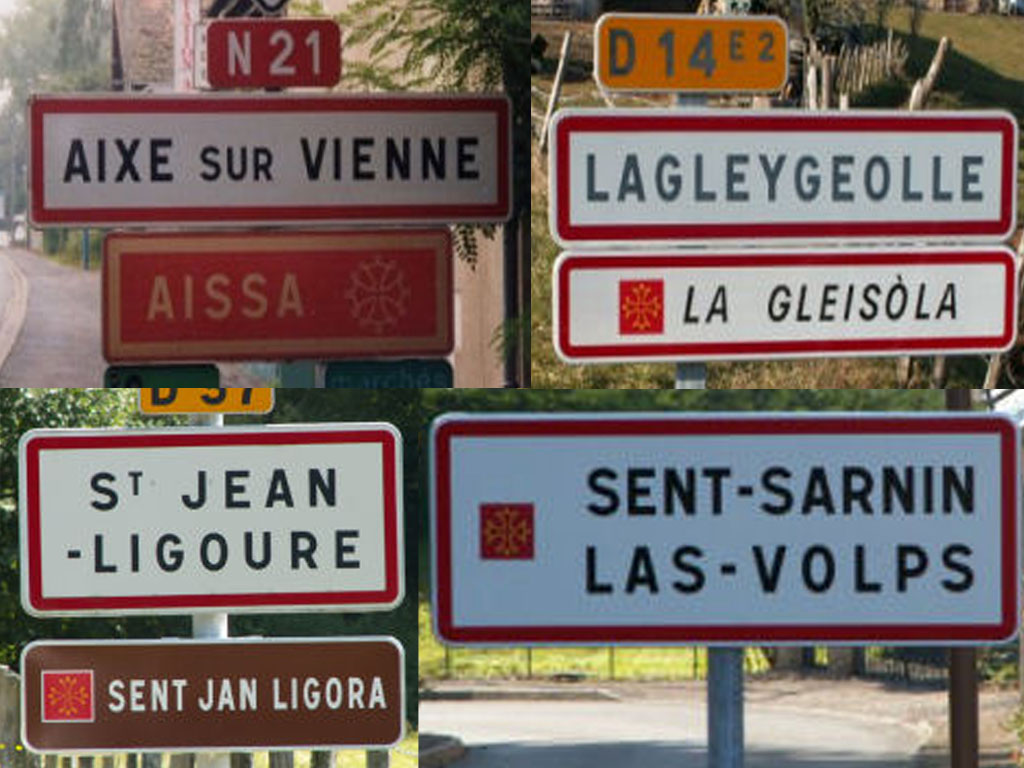 N 21
AIXE SUR VIENNE
AISSA
D 14 E 2
LAGLEYGEOLLE
LA GLEISÒLA
D 57
ST JEAN
-LIGOURE
SENT JAN LIGORA
SENT-SARNIN
LAS-VOLPS